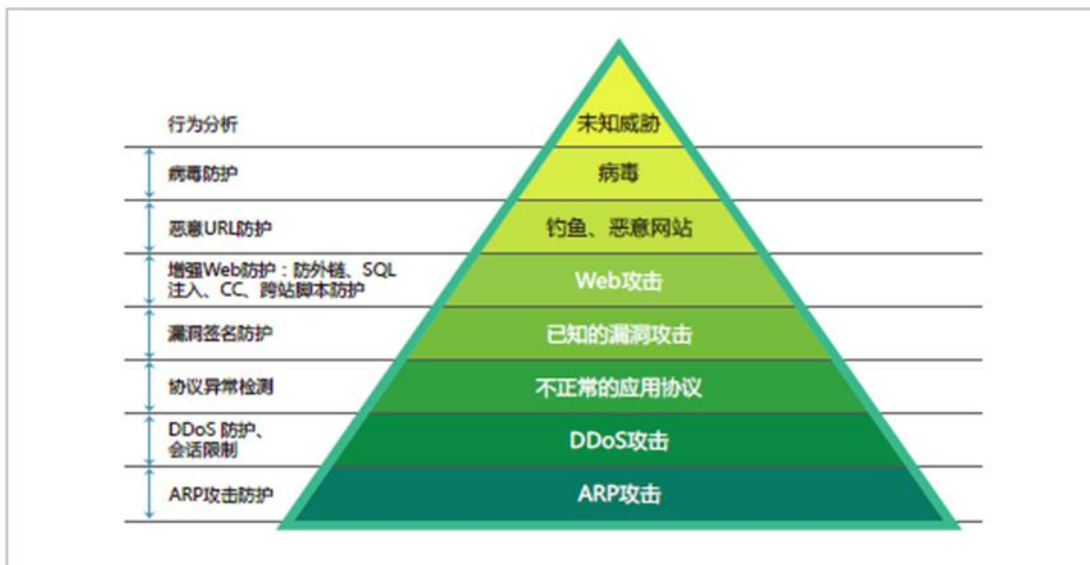 行为分析
未知威胁
病毒防护
病毒
恶意URL防护
钓鱼、恶意网站
增强Web防护：防外链、SQL
注入、CC、跨站脚本防护
Web攻击
漏洞签名防护
已知的漏洞攻击
协议异常检测
不正常的应用协议
DDoS 防护、
会话限制
DDoS攻击
ARP攻击防护
ARP攻击